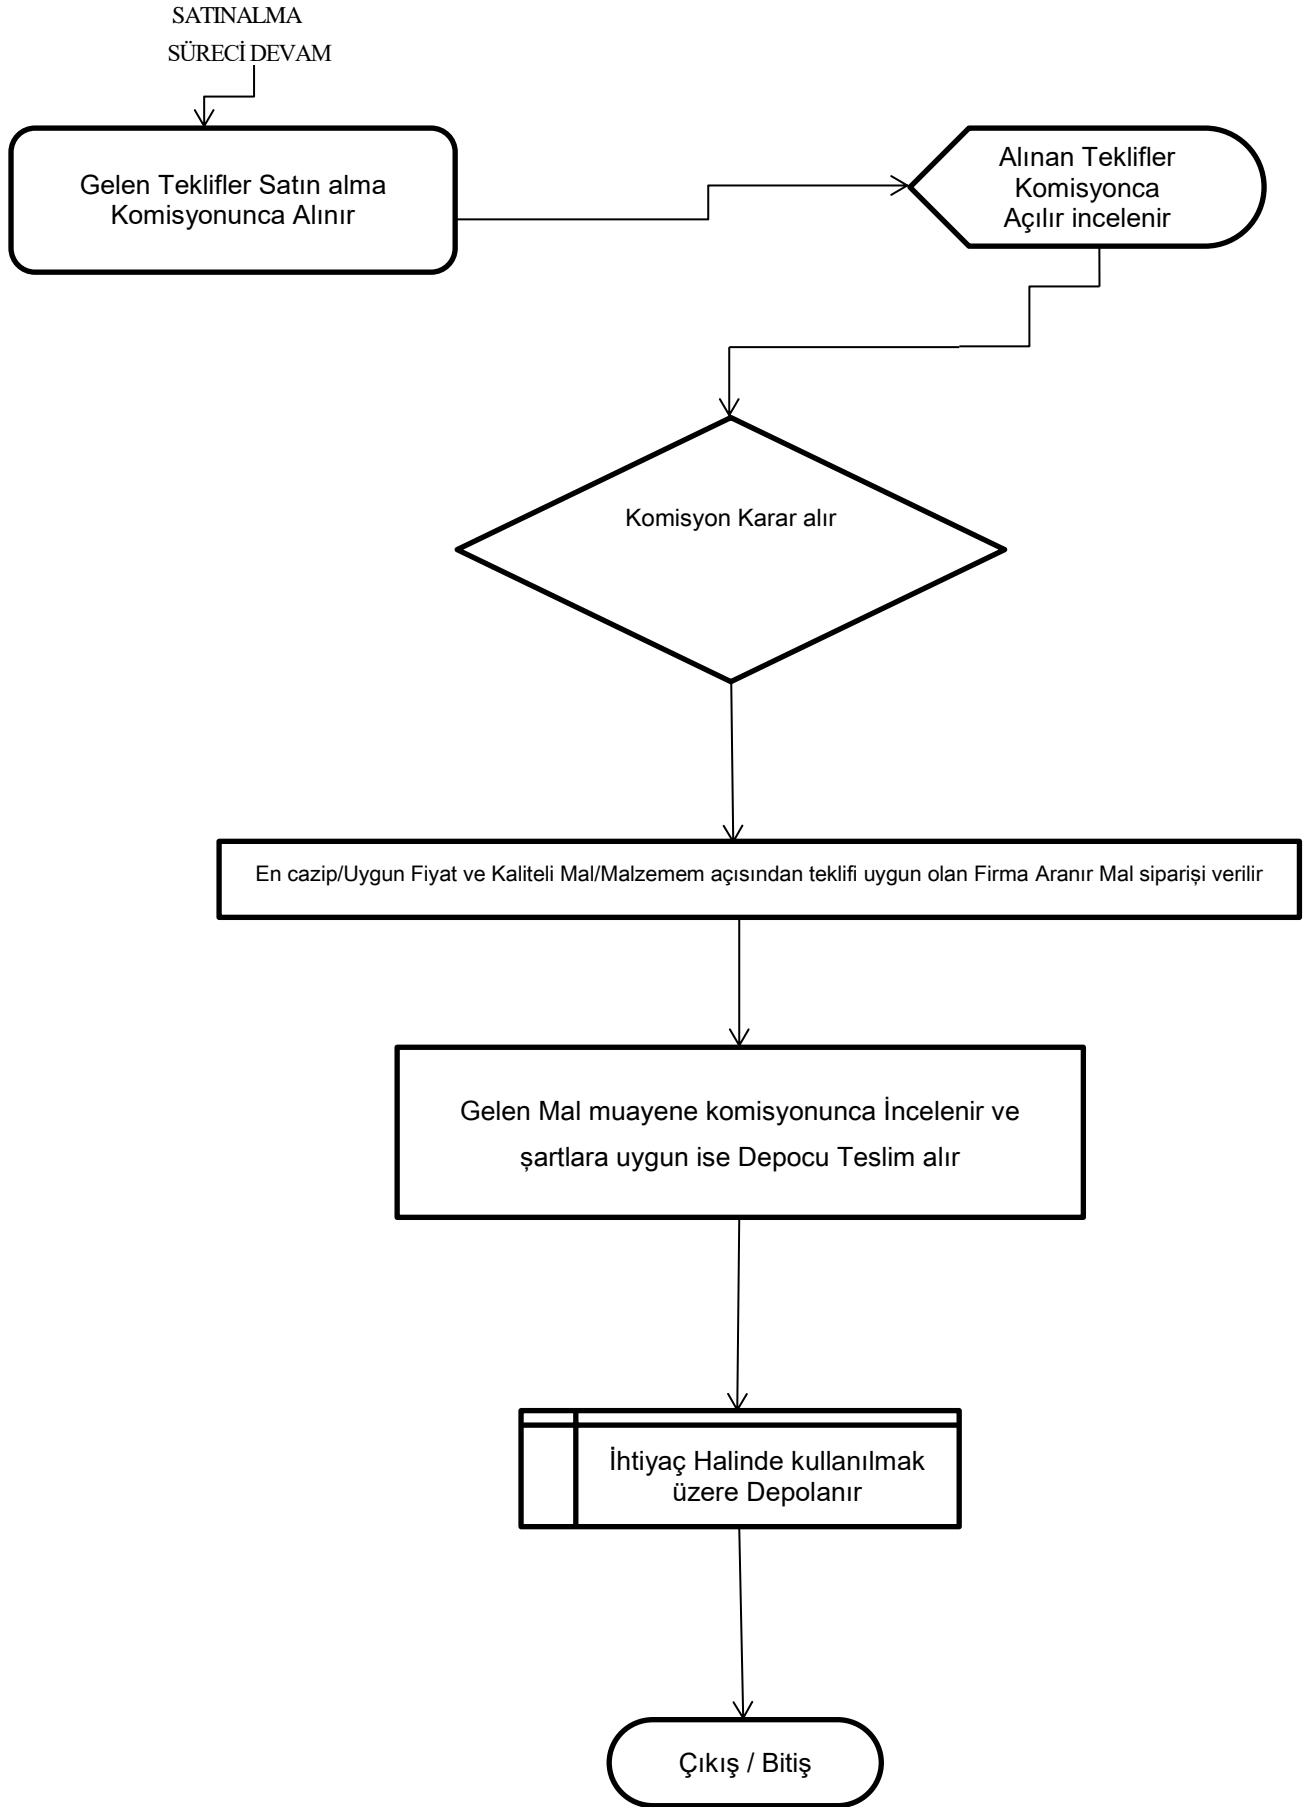 SATINALMA
SÜRECİ DEVAM
Gelen Teklifler Satın alma
Komisyonunca Alınır
Alınan Teklifler
Komisyonca
Açılır incelenir
Komisyon Karar alır
En cazip/Uygun Fiyat ve Kaliteli Mal/Malzemem açısından teklifi uygun olan Firma Aranır Mal siparişi verilir
Gelen Mal muayene komisyonunca İncelenir ve
şartlara uygun ise Depocu Teslim alır
İhtiyaç Halinde kullanılmak
üzere Depolanır
Çıkış / Bitiş